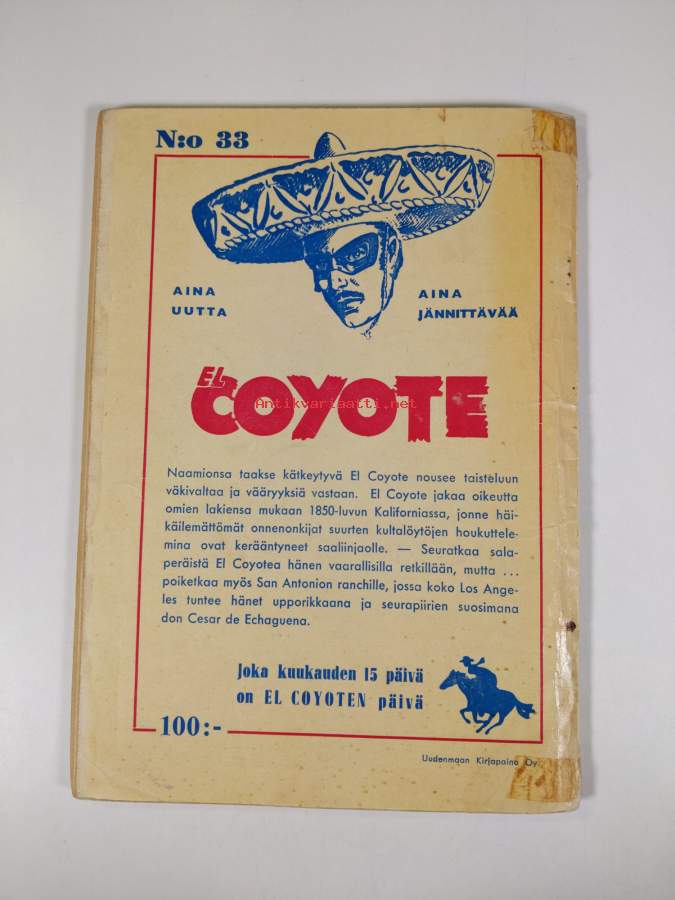 N:o 33
AINA
UUTTA
AINA
JÄNNITTÄVÄÄ
EL
COYOTE
Antikvariaatti.net
Naamionsa taakse kätkeytyvä El Coyote nousee taisteluun
väkivaltaa ja vääryyksiä vastaan. El Coyote jakaa oikeutta
omien lakiensa mukaan 1850-luvun Kaliforniassa, jonne häi-
käilemättömät onnenonkijat suurten kultalöytöjen houkuttele-
mina ovat kerääntyneet saaliinjaolle. — Seuratkaa sala-
peräistä El Coyotea hänen vaarallisilla retkillään, mutta ...
poiketkaa myös San Antonion ranchille, jossa koko Los Ange-
les tuntee hänet upporikkaana ja seurapiirien suosimana
don Cesar de Echaguena.
Joka kuukauden 15 päivä
on EL COYOTEN päivä
100:-
Uudenmaan Kirjapaino Oy